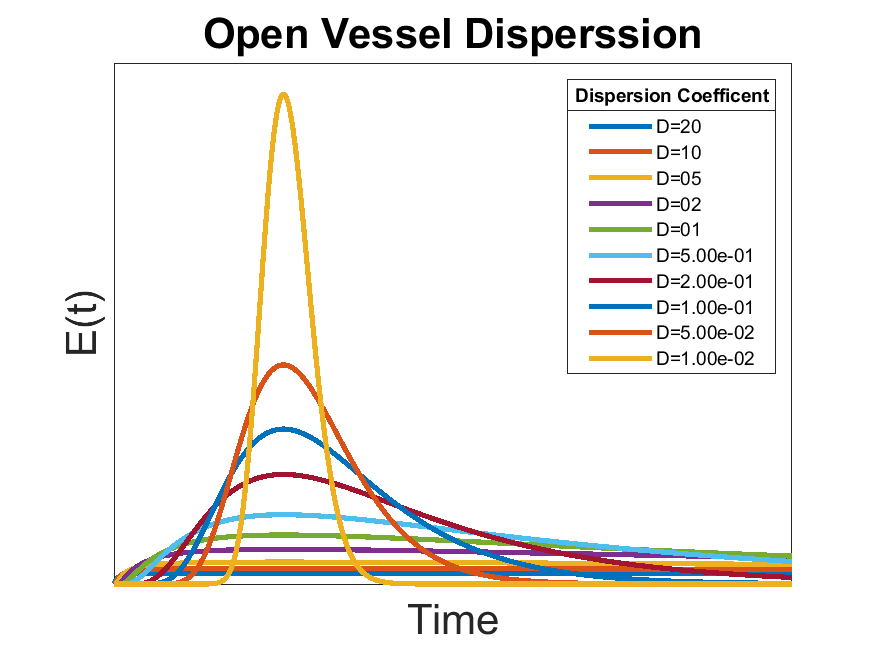 Open Vessel Disperssion
Dispersion Coefficent
D=20
D=10
D=05
D=02
D=01
D=5.00e-01
D=2.00e-01
D=1.00e-01
D=5.00e-02
D=1.00e-02
E(t)
Time